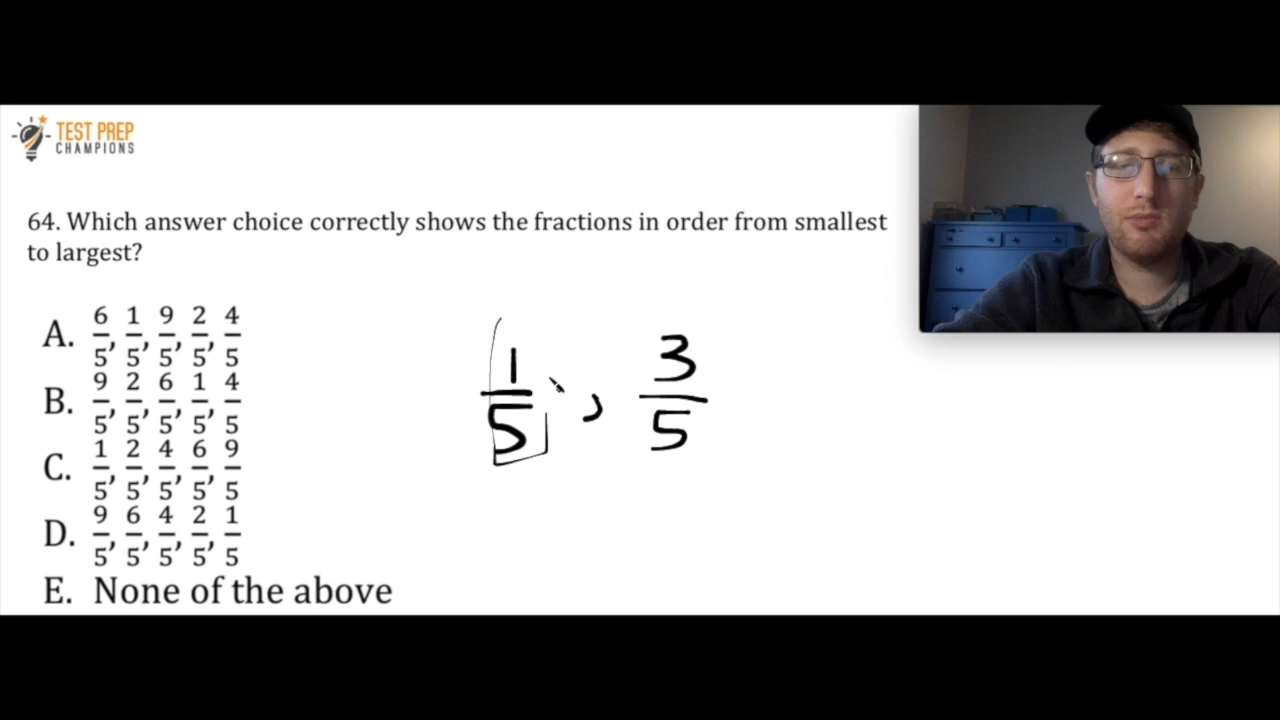 TEST PREP
CHAMPIONS
64. Which answer choice correctly shows the fractions in order from smallest
to largest?
A. 6/5, 1/5, 9/5, 2/5, 4/5
B. 9/5, 2/5, 6/5, 1/5, 4/5
C. 1/5, 2/5, 4/5, 6/5, 9/5
D. 9/5, 6/5, 4/5, 2/5, 1/5
E. None of the above
1/5, 3/5